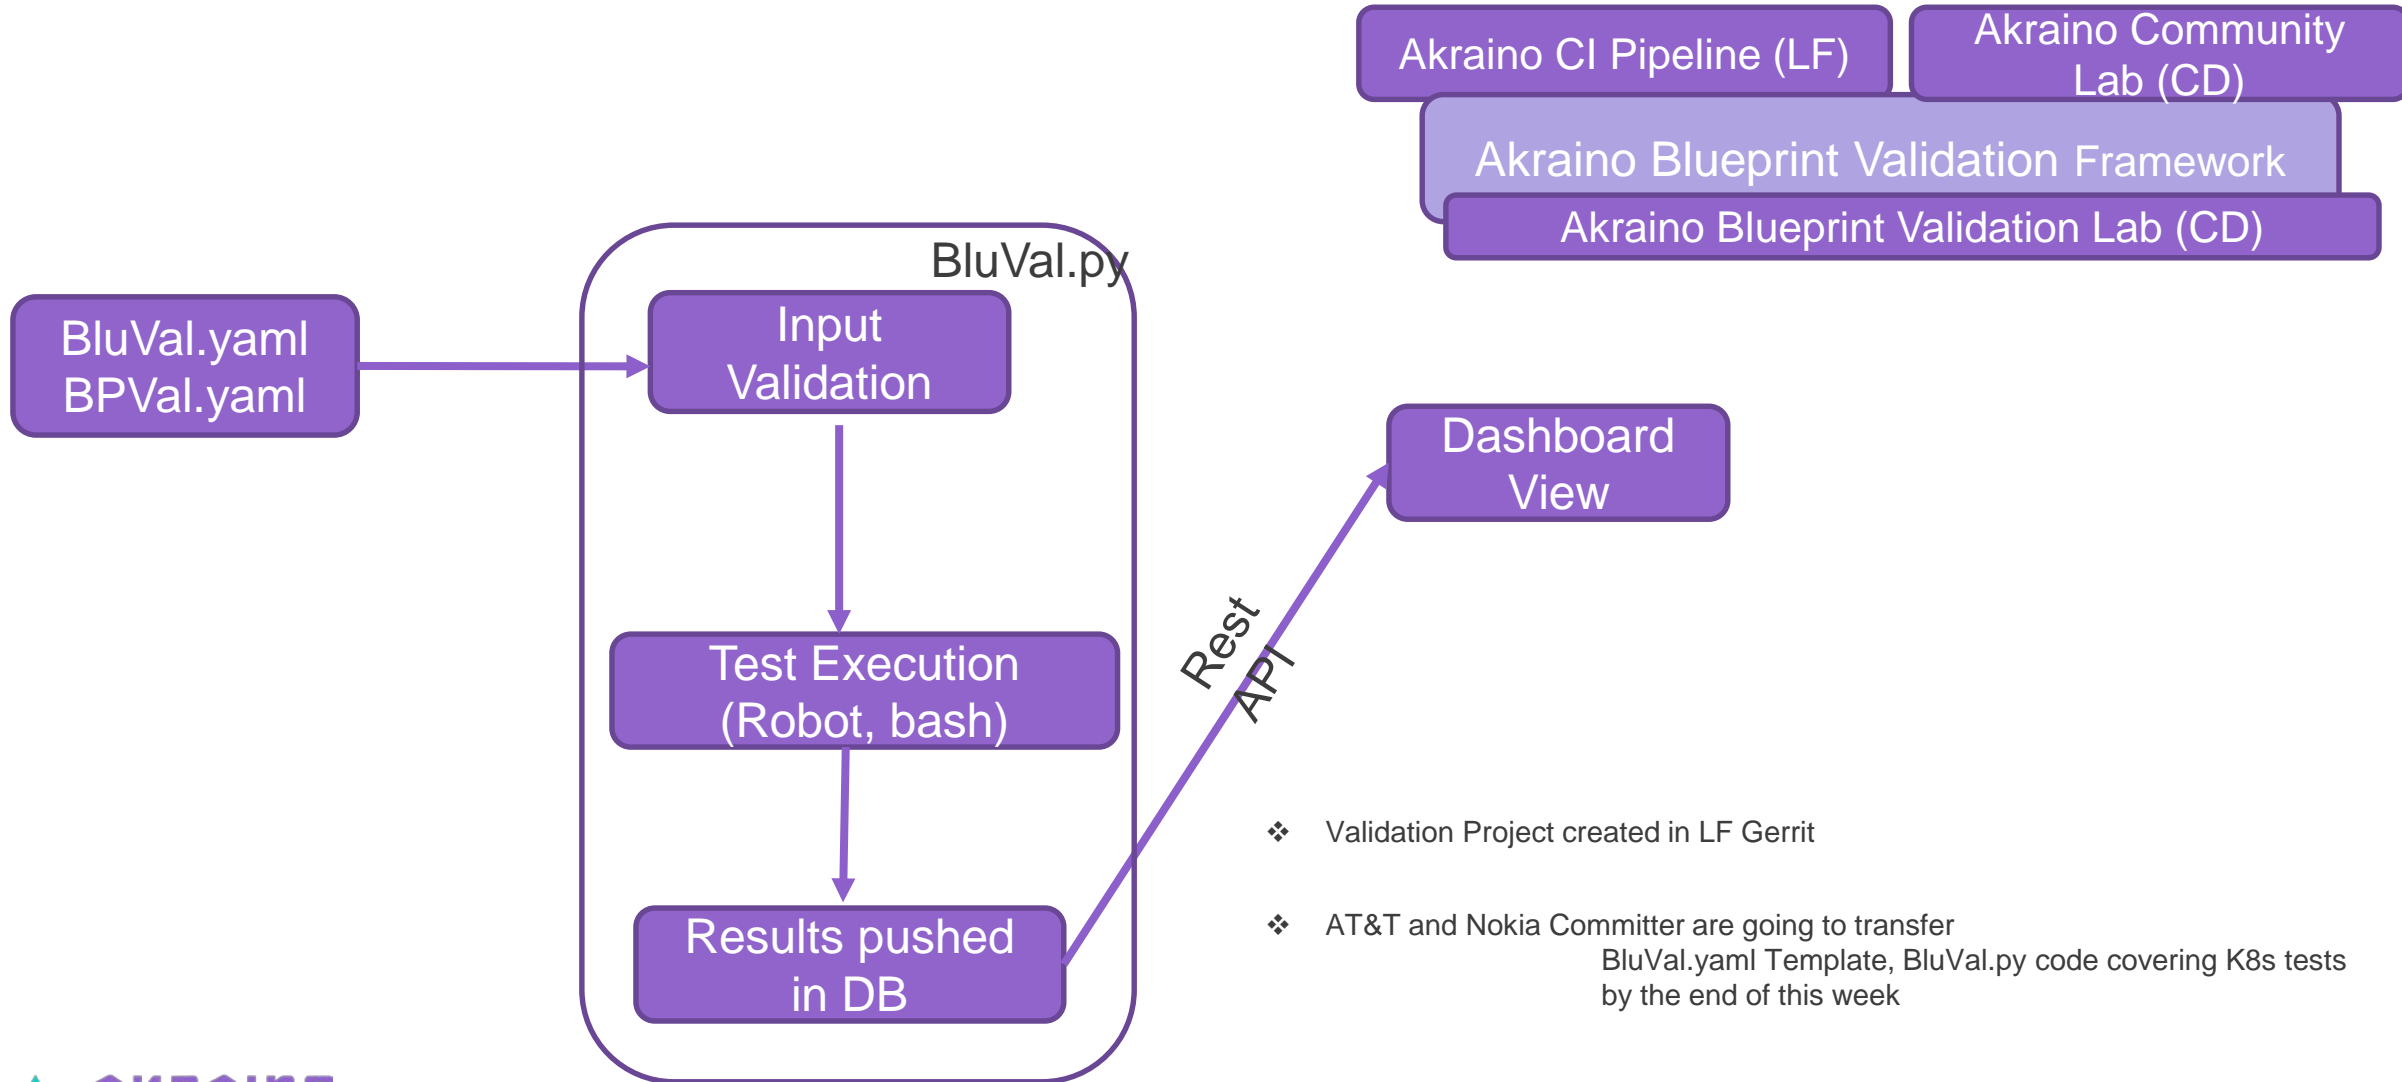 Akraino CI Pipeline (LF)
Akraino Community
Lab (CD)
Akraino Blueprint Validation Framework
Akraino Blueprint Validation Lab (CD)
BluVal.py
BluVal.yaml
BPVal.yaml
Input
Validation
Test Execution
(Robot, bash)
Results pushed
in DB
Rest
API
Dashboard
View
❖ Validation Project created in LF Gerrit
❖ AT&T and Nokia Committer are going to transfer
BluVal.yaml Template, BluVal.py code covering K8s tests
by the end of this week